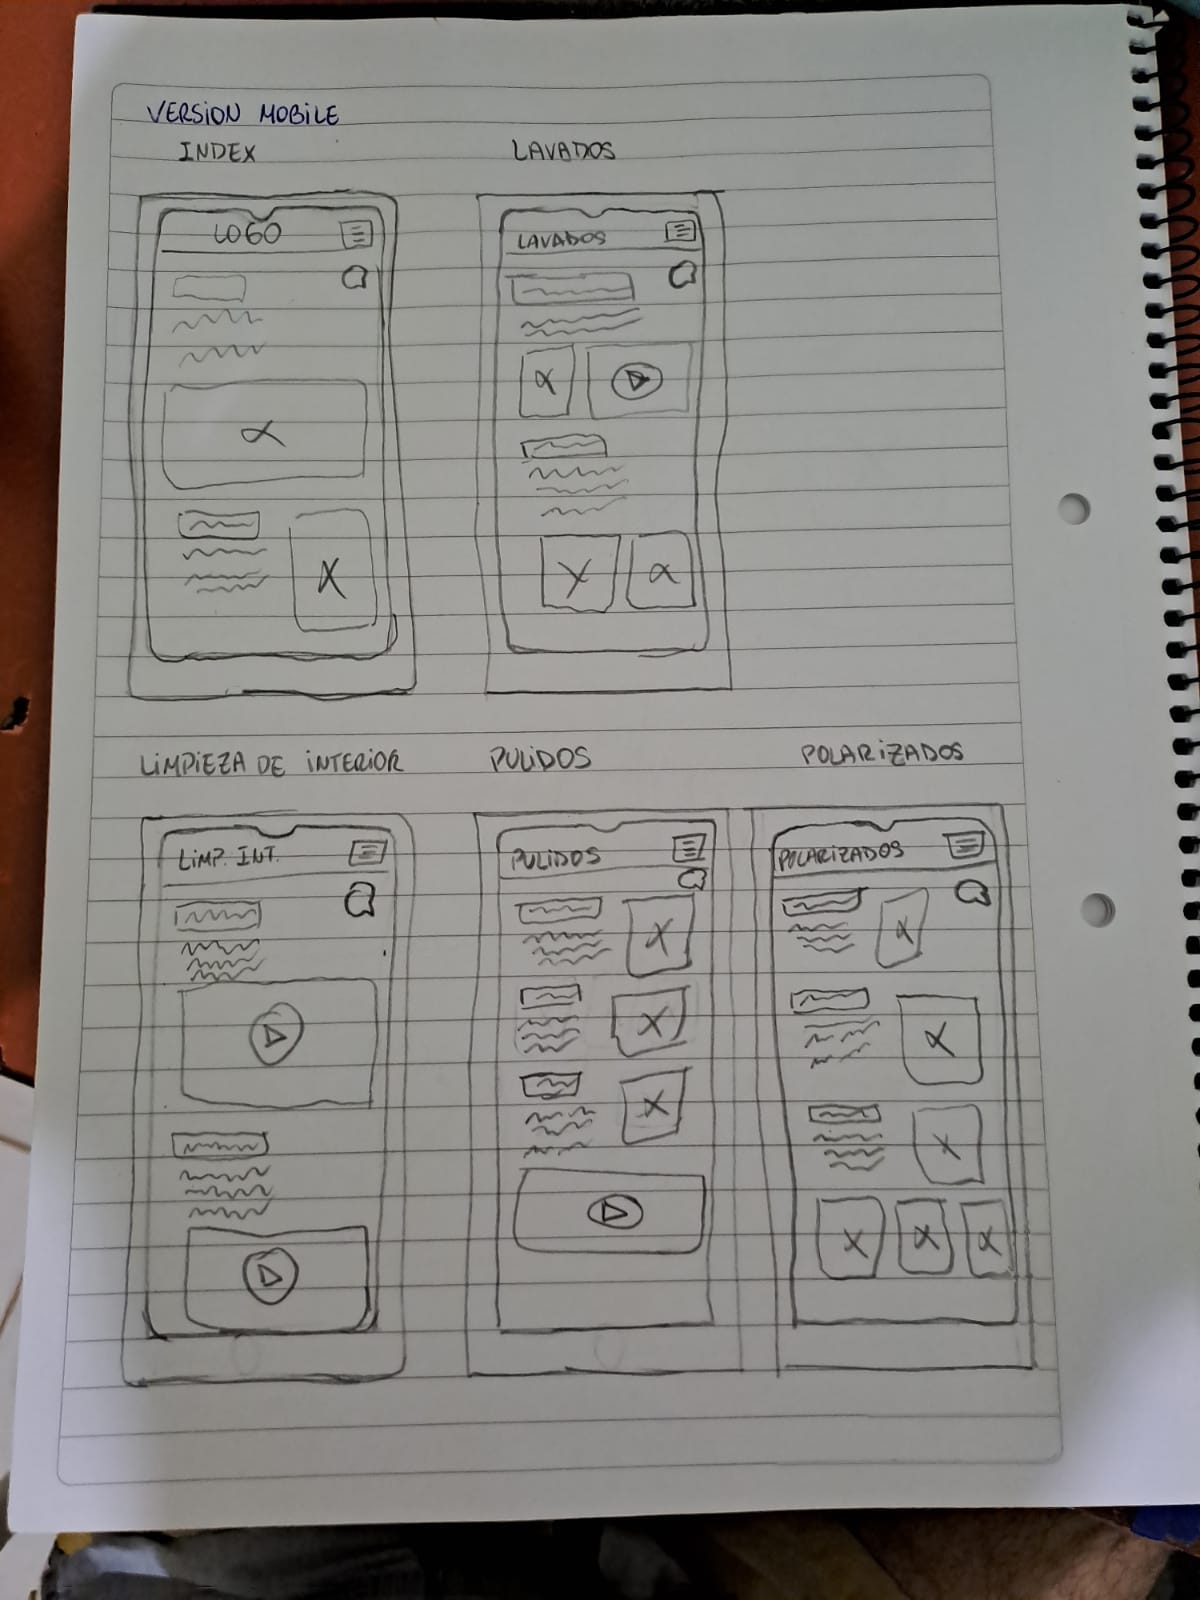 VERSION MOBILE
INDEX
LAVADOS
LOGO
LAVADOS
LIMPIEZA DE INTERIOR
PULIDOS
POLARIZADOS
LIMP. INT.
PULIDOS
POLARIZADOS